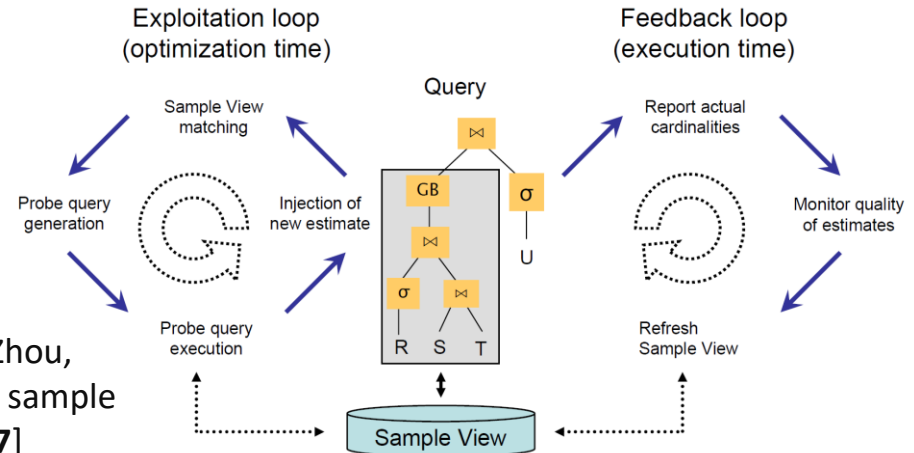 Exploitation loop
(optimization time)
Feedback loop
(execution time)
Query
Sample View
matching
Probe query
generation
Injection of
new estimate
Probe query
execution
⋈
GB
σ
⋈
U
σ
⋈
R S T
Report actual
cardinalities
Monitor quality
of estimates
Refresh
Sample View
Sample View
Zhou,
sample
7]